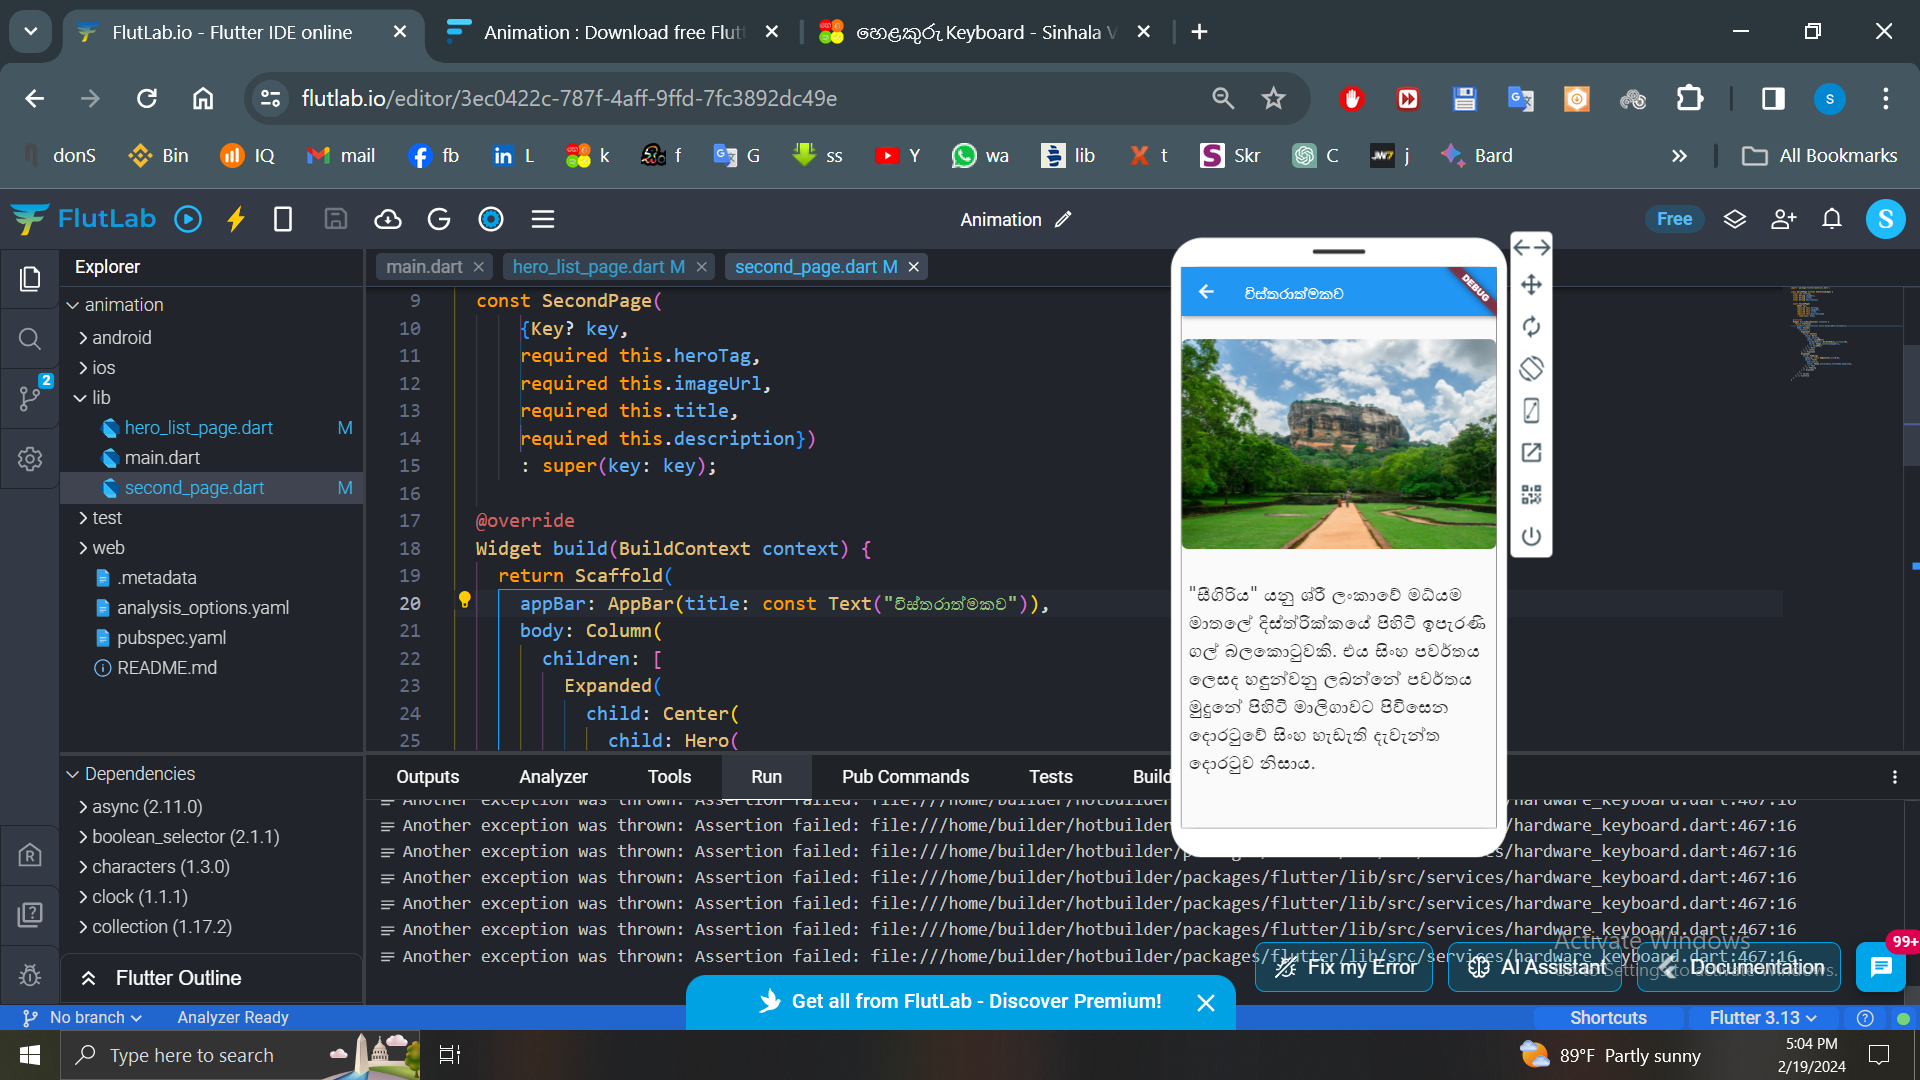 FlutLab.io - Flutter IDE online
Animation : Download free Flutt
හෙළකුරු Keyboard - Sinhala V
flutlab.io/editor/3ec0422c-787f-4aff-9ffd-7fc3892dc49e
s
donS
Bin
IQ
mail
fb
L
k
f
G
ss
Y
wa
lib
t
Skr
C
j
Bard
All Bookmarks
FlutLab
Animation
Free
S
Explorer
main.dart
hero_list_page.dart M
second_page.dart M
animation
android
ios
lib
hero_list_page.dart M
main.dart
second_page.dart M
test
web
.metadata
analysis_options.yaml
pubspec.yaml
README.md
2
9 const SecondPage(
10 {Key? key,
11 required this.heroTag,
12 required this.imageUrl,
13 required this.title,
14 required this.description})
15 : super(key: key);
16
17 @override
18 Widget build(BuildContext context) {
19 return Scaffold(
20 appBar: AppBar(title: const Text("විස්තරාත්මකව")),
21 body: Column(
22 children: [
23 Expanded(
24 child: Center(
25 child: Hero(
විස්තරාත්මකව
DEBUG
"සීගිරිය" යනු ශ්රී ලංකාවේ මධ්යම
මාතලේ දිස්ත්රික්කයේ පිහිටි ඉපැරණි
ගල් බලකොටුවකි. එය සිංහ පර්වතය
ලෙසද හඳුන්වනු ලබන්නේ පර්වතය
මුදුනේ පිහිටි මාලිගාවට පිවිසෙන
දොරටුවේ සිංහ හැඩැති දැවැන්ත
දොරටුව නිසාය.
Dependencies
async (2.11.0)
boolean_selector (2.1.1)
characters (1.3.0)
clock (1.1.1)
collection (1.17.2)
Flutter Outline
Outputs
Analyzer
Tools
Run
Pub Commands
Tests
Build
Another exception was thrown: Assertion failed: file:///home/builder/hotbuilder /hardware_keyboard.dart:467:16
Another exception was thrown: Assertion failed: file:///home/builder/hotbuilder /hardware_keyboard.dart:467:16
Another exception was thrown: Assertion failed: file:///home/builder/hotbuilder/packages/flutter/lib/src/services/hardware_keyboard.dart:467:16
Another exception was thrown: Assertion failed: file:///home/builder/hotbuilder/packages/flutter/lib/src/services/hardware_keyboard.dart:467:16
Another exception was thrown: Assertion failed: file:///home/builder/hotbuilder/packages/flutter/lib/src/services/hardware_keyboard.dart:467:16
Another exception was thrown: Assertion failed: file:///home/builder/hotbuilder/packages/flutter/lib/src/services/hardware_keyboard.dart:467:16
Another exception was thrown: Assertion failed: file:///home/builder/hotbuilder/packages/flutter/lib/src/services/hardware_keyboard.dart:467:16
Activate Windows
Go to Settings to activate Windows.
Fix my Error
AI Assistant
Documentation
99+
Get all from FlutLab - Discover Premium!
No branch
Analyzer Ready
Shortcuts
Flutter 3.13
Type here to search
89°F Partly sunny
5:04 PM
2/19/2024